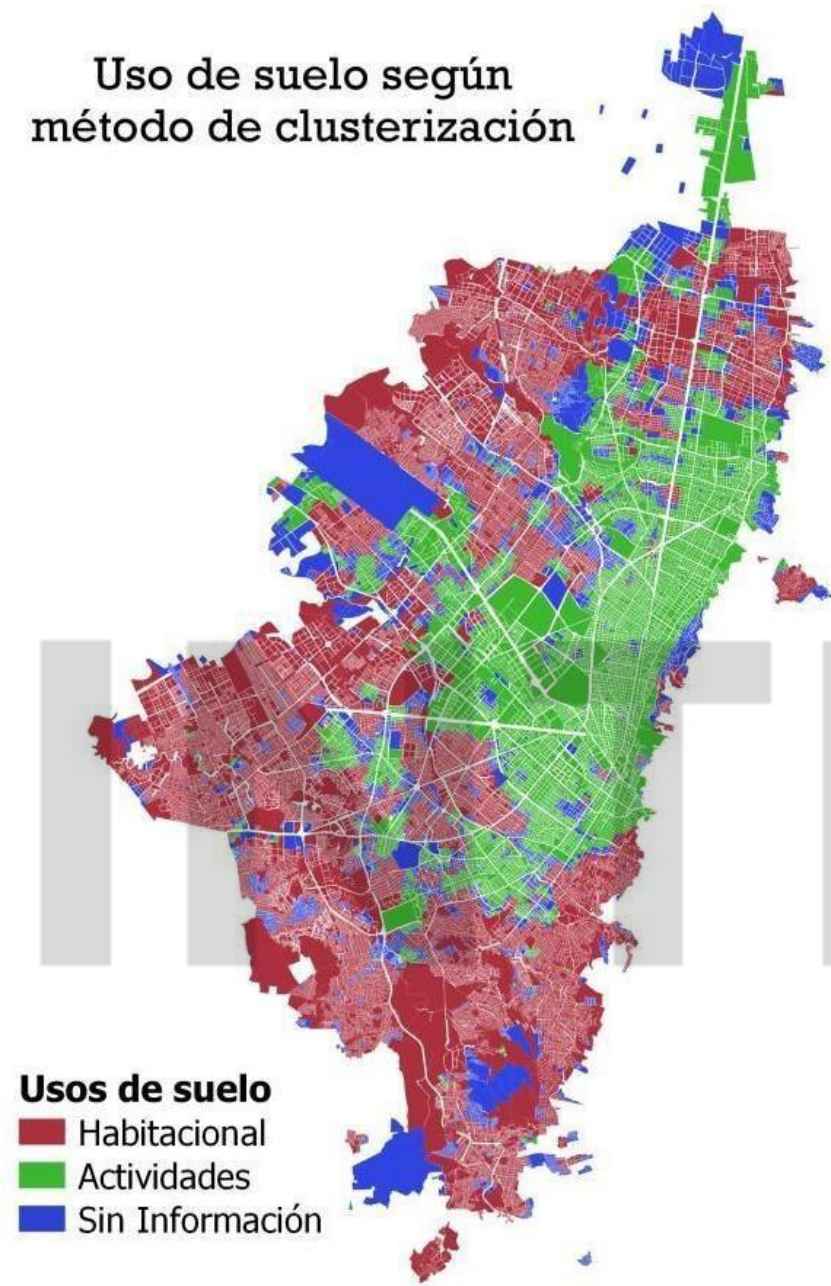 Uso de suelo según
método de clusterización
Usos de suelo
Habitacional
Actividades
Sin Información